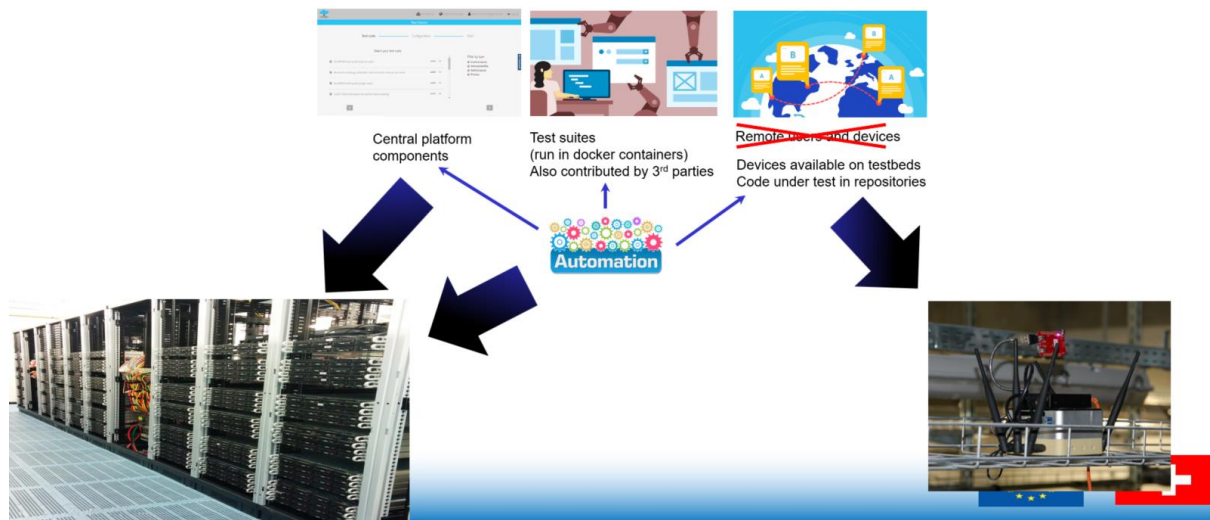 Central platform
components
Test suites
(run in docker containers)
Also contributed by 3rd parties
Remote users and devices
Devices available on testbeds
Code under test in repositories
B
B
A
A
Automation